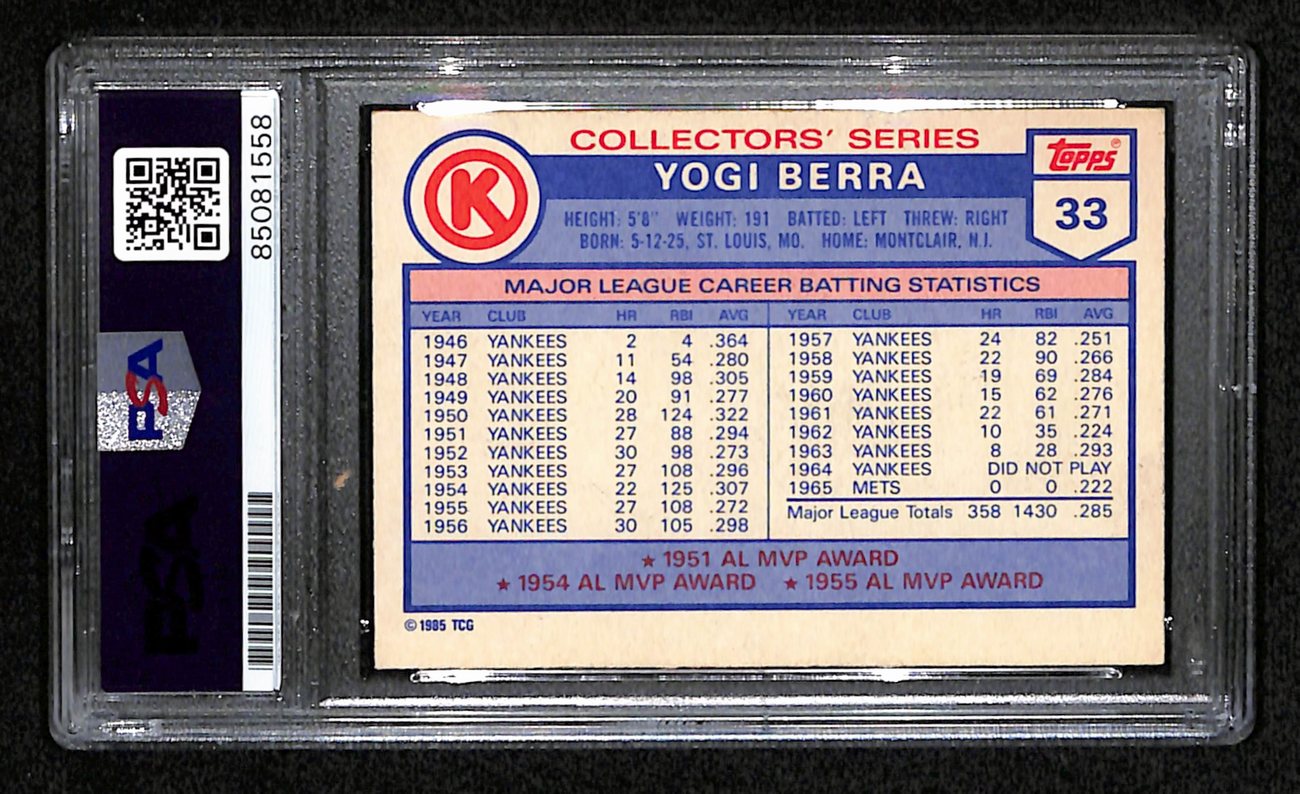 85081558
PSA
PSA
COLLECTORS' SERIES
K
YOGI BERRA
Topps®
33
HEIGHT: 5'8" WEIGHT: 191 BATTED: LEFT THREW: RIGHT
BORN: 5-12-25, ST. LOUIS, MO. HOME: MONTCLAIR, N.J.
MAJOR LEAGUE CAREER BATTING STATISTICS
YEAR CLUB HR RBI AVG
1946 YANKEES 2 4 .364
1947 YANKEES 11 54 .280
1948 YANKEES 14 98 .305
1949 YANKEES 20 91 .277
1950 YANKEES 28 124 .322
1951 YANKEES 27 88 .294
1952 YANKEES 30 98 .273
1953 YANKEES 27 108 .296
1954 YANKEES 22 125 .307
1955 YANKEES 27 108 .272
1956 YANKEES 30 105 .298
YEAR CLUB HR RBI AVG
1957 YANKEES 24 82 .251
1958 YANKEES 22 90 .266
1959 YANKEES 19 69 .284
1960 YANKEES 15 62 .276
1961 YANKEES 22 61 .271
1962 YANKEES 10 35 .224
1963 YANKEES 8 28 .293
1964 YANKEES DID NOT PLAY
1965 METS 0 0 .222
Major League Totals 358 1430 .285
★ 1951 AL MVP AWARD
★ 1954 AL MVP AWARD ★ 1955 AL MVP AWARD
© 1985 TCG